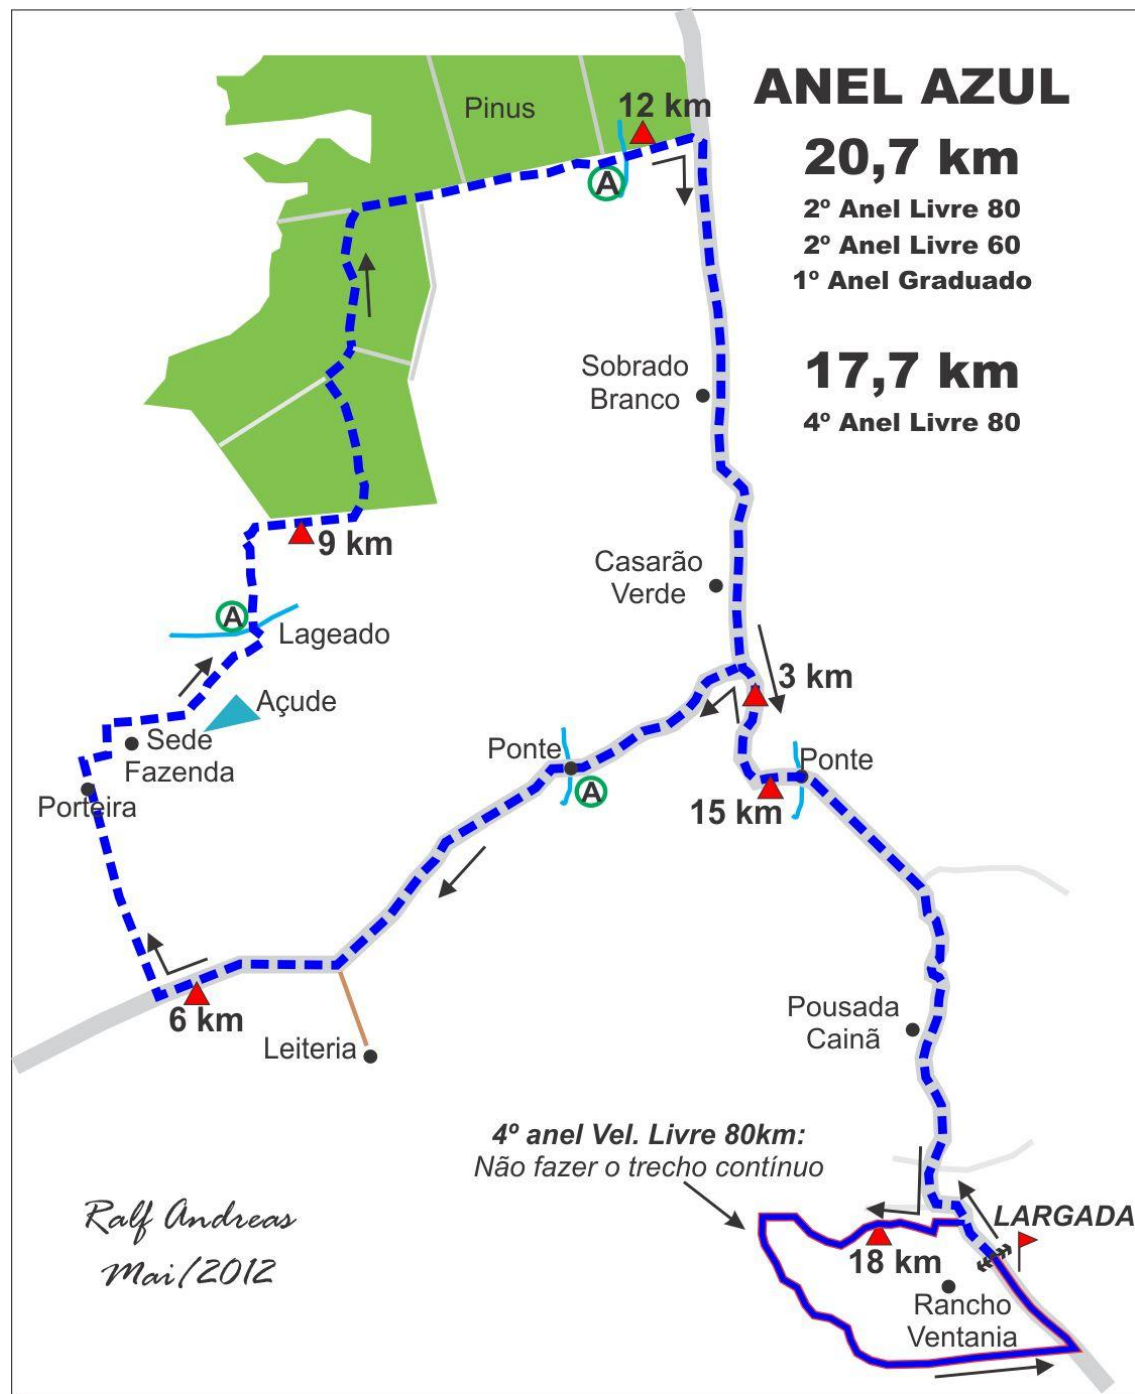 ANEL AZUL
20,7 km
2º Anel Livre 80
2º Anel Livre 60
1º Anel Graduado
17,7 km
4º Anel Livre 80
Pinus
12 km
A
Sobrado
Branco
9 km
Casarão
Verde
A
Lageado
3 km
Açude
Sede
Fazenda
Ponte
Ponte
Porteira
A
15 km
6 km
Leiteria
Pousada
Cainã
4º anel Vel. Livre 80km:
Não fazer o trecho contínuo
Ralf Andreas
Mai/2012
LARGADA
18 km
Rancho
Ventania